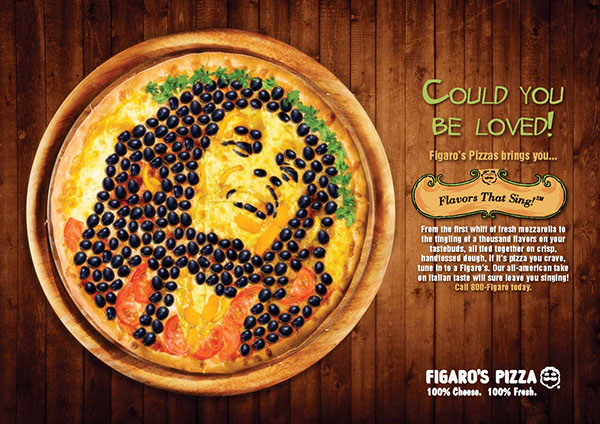 COULD YOU
BE LOVED!
Figaro's Pizzas brings you...
Flavors That Sing!™
From the first whiff of fresh mozzarella to
the tingling of a thousand flavors on your
tastebuds, all tied together on crisp,
handtossed dough, if it's pizza you crave,
tune in to a Figaro's. Our all-american take
on Italian taste will sure leave you singing!
Call 800-Figaro today.
FIGARO'S PIZZA
100% Cheese. 100% Fresh.